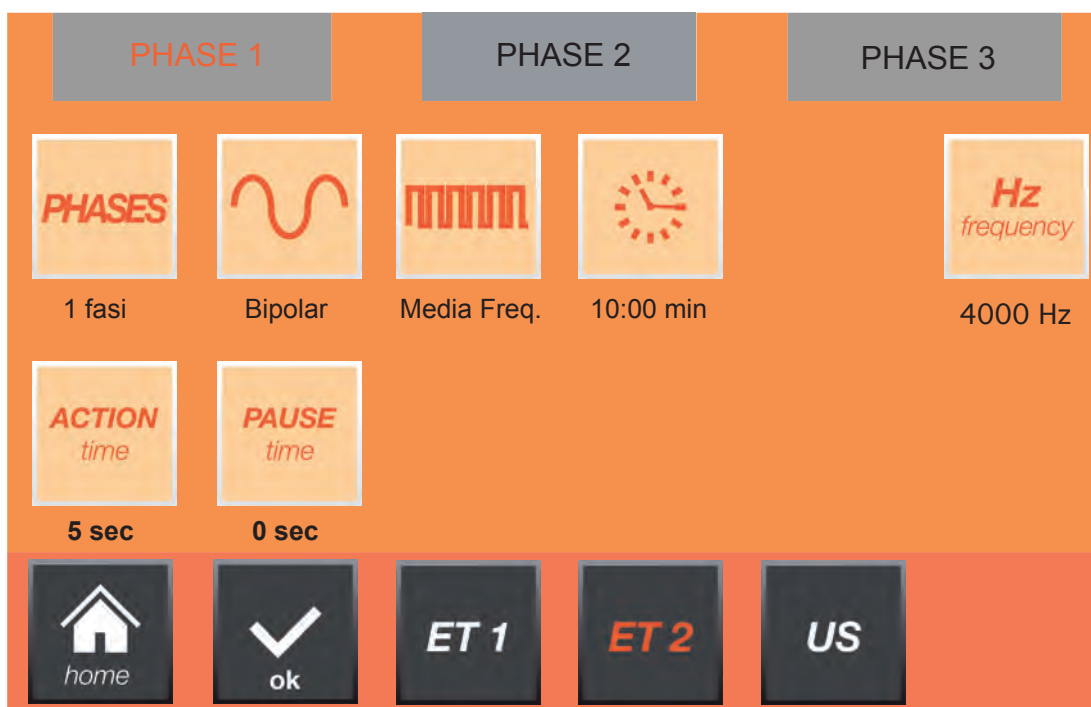 PHASE 1
PHASE 2
PHASE 3
PHASES
Hz
frequency
1 fasi
Bipolar
Media Freq.
10:00 min
4000 Hz
ACTION
time
PAUSE
time
5 sec
0 sec
home
ok
ET 1
ET 2
US